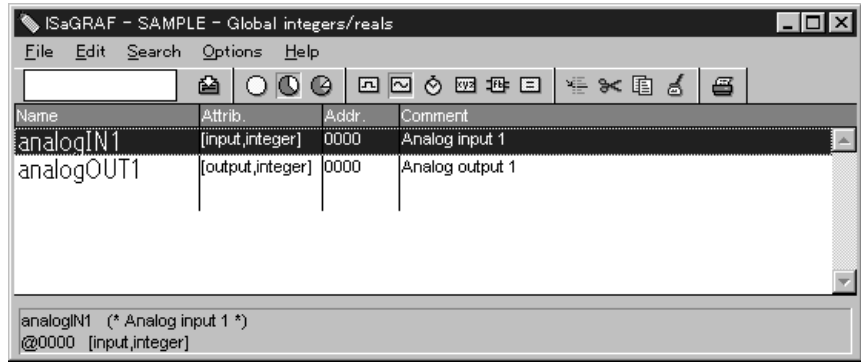 ISaGRAF - SAMPLE - Global integers/reals
File Edit Search Options Help
Name Attrib. Addr. Comment
analogIN1 [input,integer] 0000 Analog input 1
analogOUT1 [output,integer] 0000 Analog output 1
analogIN1 (* Analog input 1 *)
@0000 [input,integer]